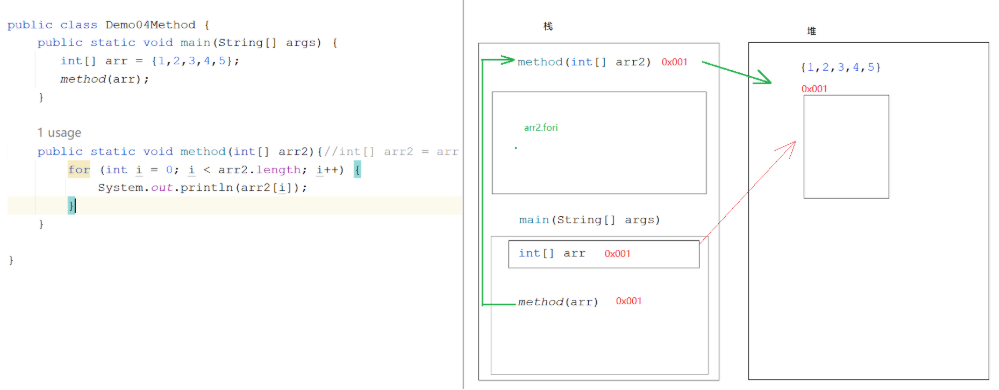 public class Demo04Method {
public static void main(String[] args) {
int[] arr = {1,2,3,4,5};
method(arr);
}
1 usage
public static void method(int[] arr2){//int[] arr2 = arr
for (int i = 0; i < arr2.length; i++) {
System.out.println(arr2[i]);
}
}
}
栈
method(int[] arr2) 0x001
arr2.fori
main(String[] args)
int[] arr 0x001
method(arr) 0x001
堆
{1,2,3,4,5}
0x001